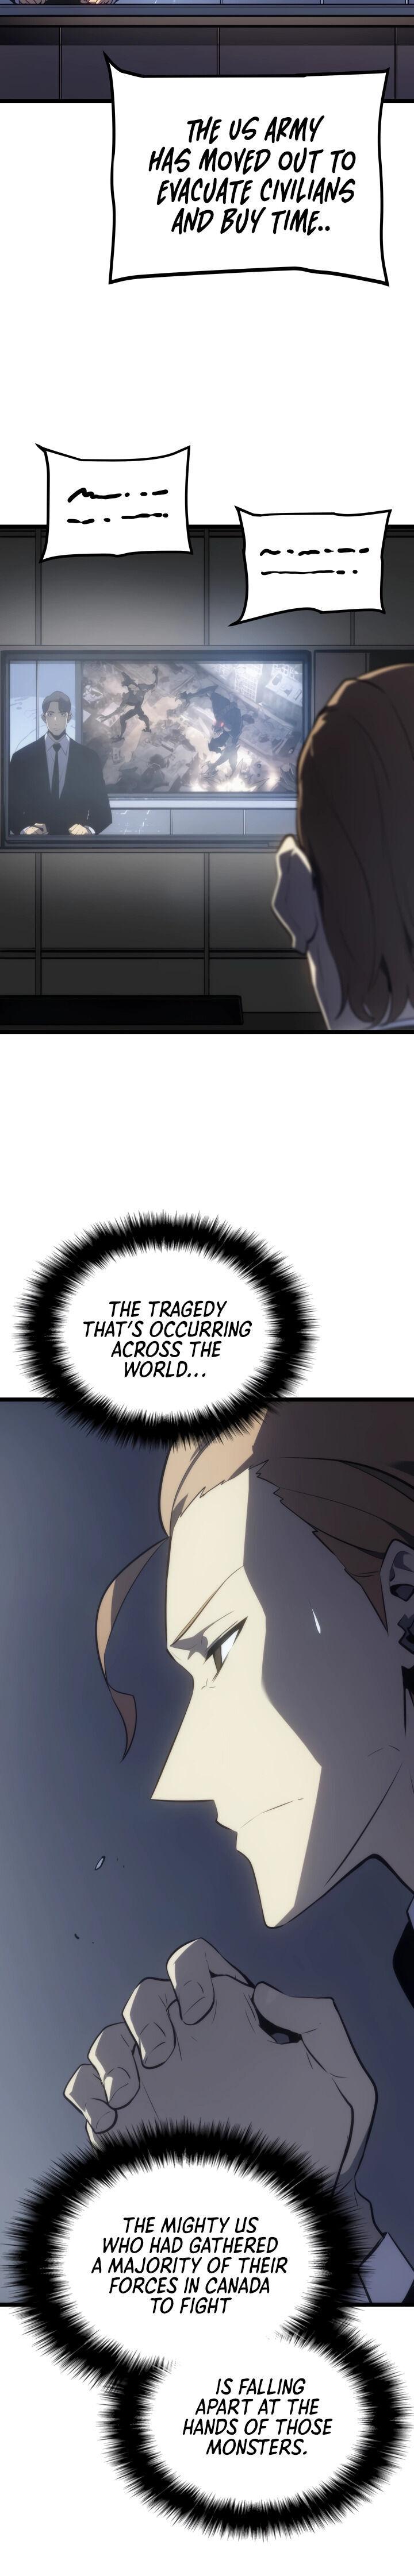 THE US ARMY
HAS MOVED OUT TO
EVACUATE CIVILIANS
AND BUY TIME..
THE TRAGEDY
THAT'S OCCURRING
ACROSS THE
WORLD...
THE MIGHTY US
WHO HAD GATHERED
A MAJORITY OF THEIR
FORCES IN CANADA
TO FIGHT
IS FALLING
APART AT THE
HANDS OF THOSE
MONSTERS.